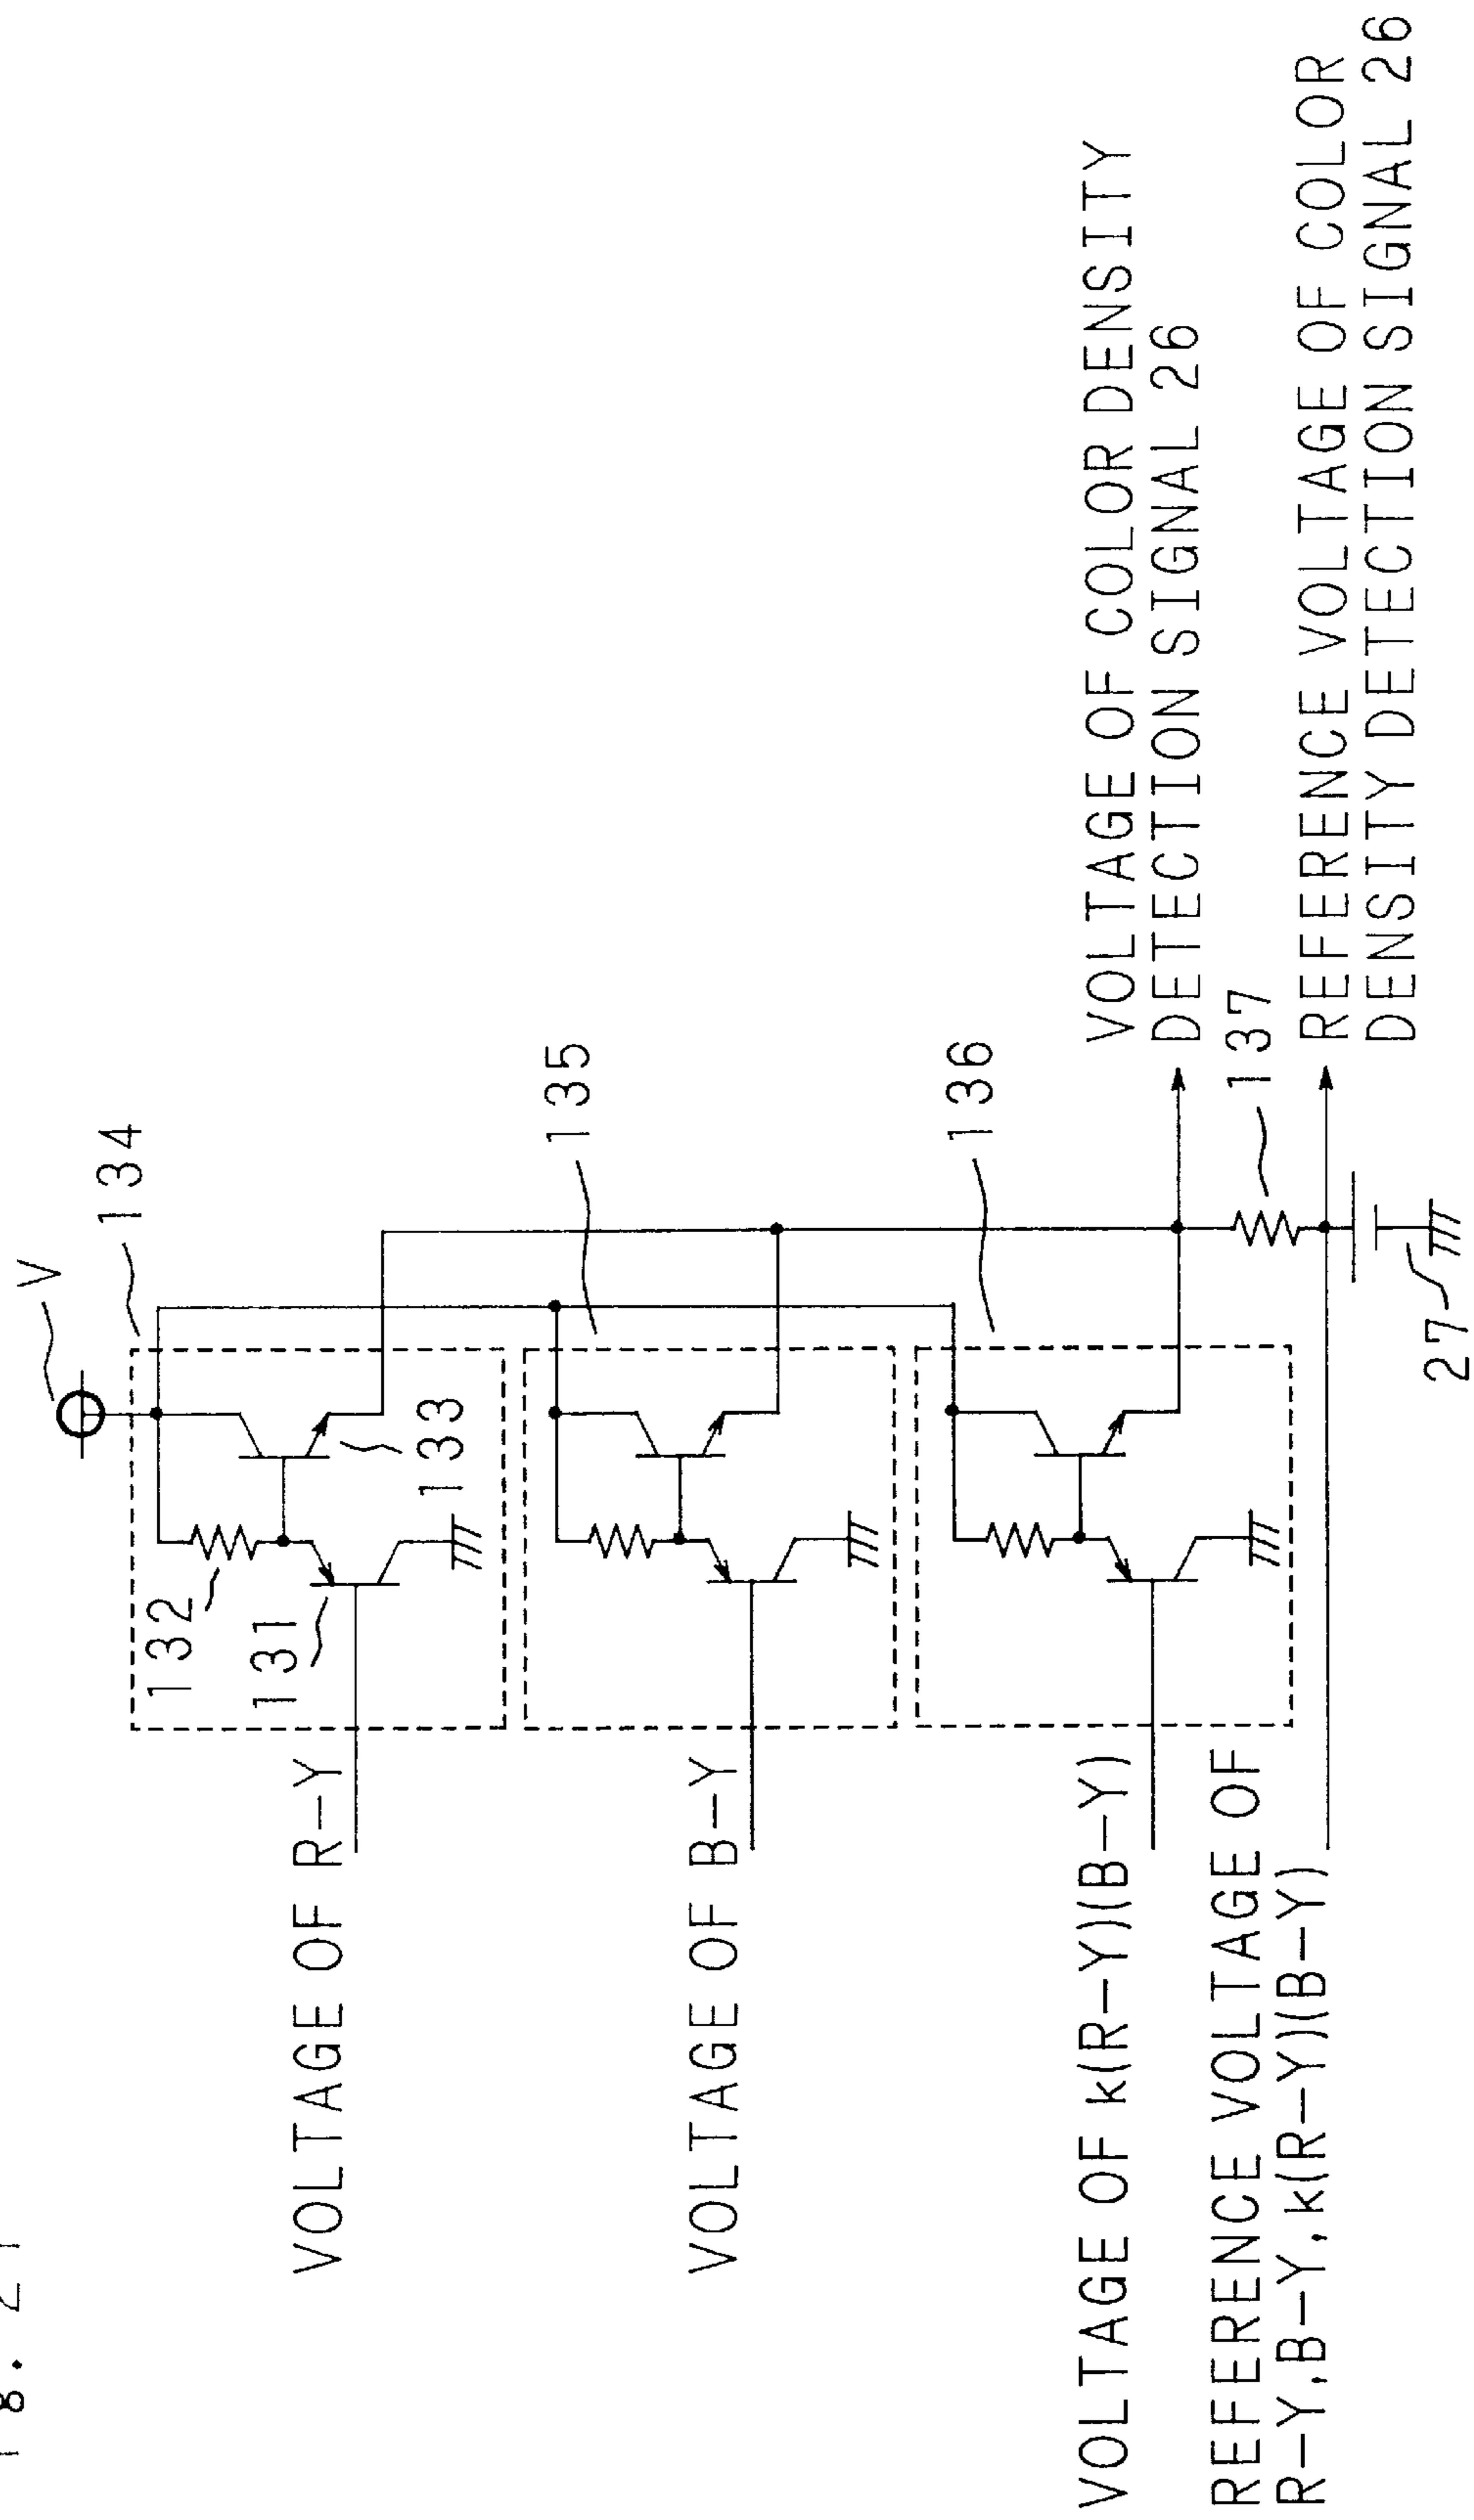 V
134
132
131
133
135
136
137
27
VOLTAGE OF R-Y
VOLTAGE OF B-Y
VOLTAGE OF k(R-Y)(B-Y)
REFERENCE VOLTAGE OF
R-Y,B-Y,k(R-Y)(B-Y)
VOLTAGE OF COLOR DENSITY
DETECTION SIGNAL 26
REFERENCE VOLTAGE OF COLOR
DENSITY DETECTION SIGNAL 26